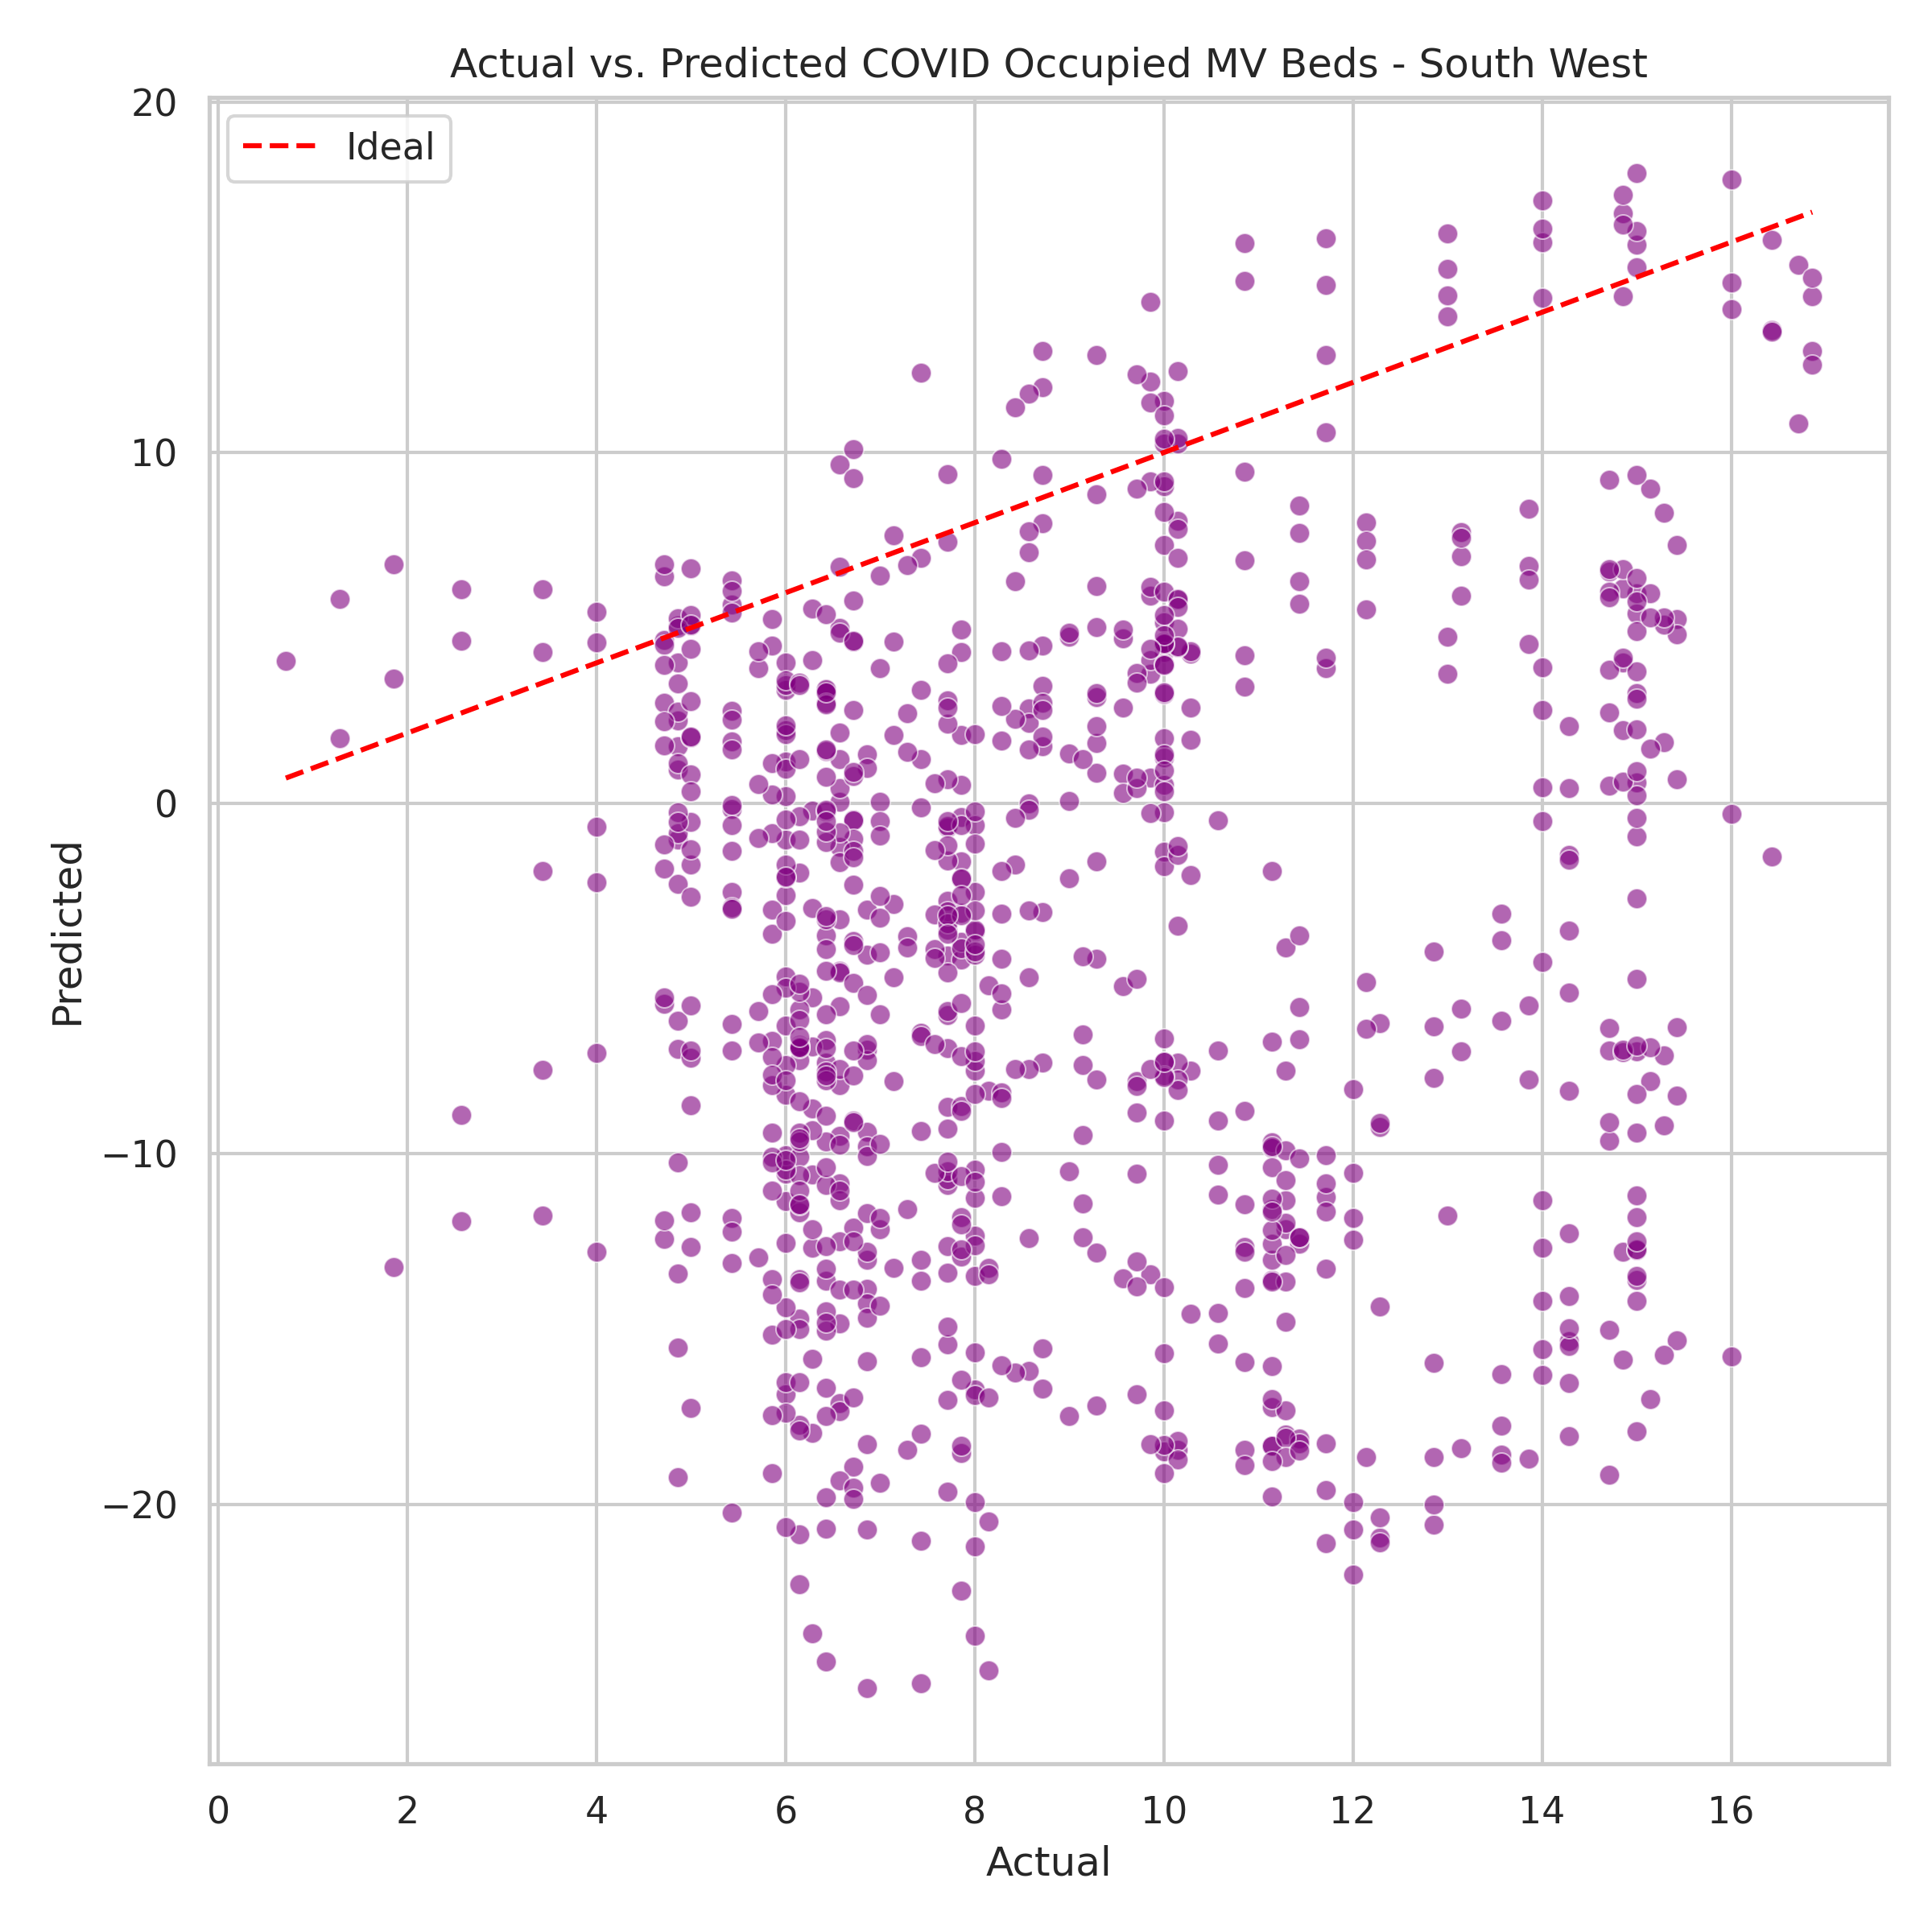 Actual vs. Predicted COVID Occupied MV Beds - South West
Ideal
20
10
0
−10
−20
Predicted
0 2 4 6 8 10 12 14 16
Actual